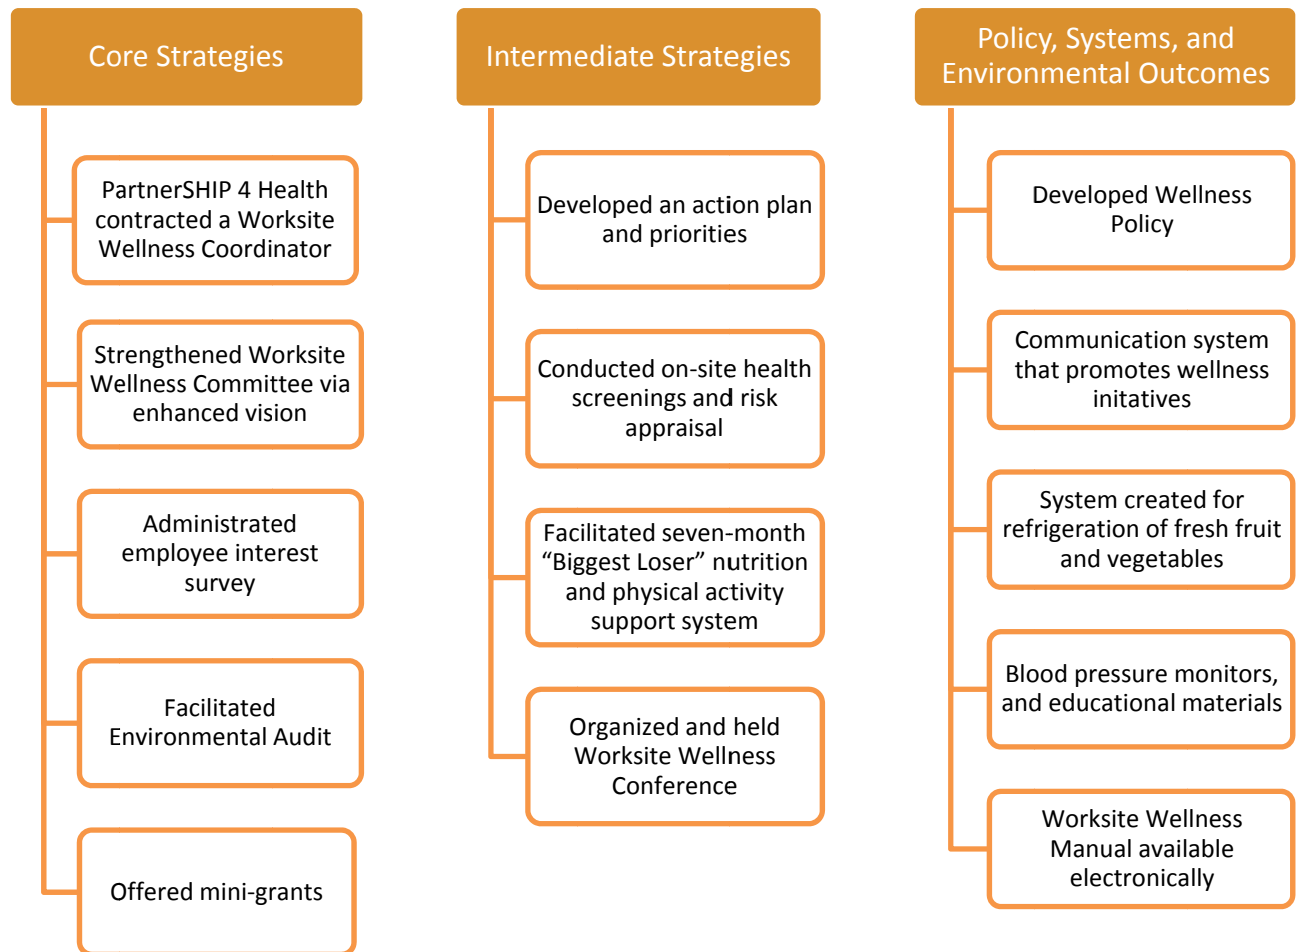 Core Strategies
PartnerSHIP 4 Health
contracted a Worksite
Wellness Coordinator
Strengthened Worksite
Wellness Committee via
enhanced vision
Administrated
employee interest
survey
Facilitated
Environmental Audit
Offered mini-grants
Intermediate Strategies
Developed an action plan
and priorities
Conducted on-site health
screenings and risk
appraisal
Facilitated seven-month
“Biggest Loser” nutrition
and physical activity
support system
Organized and held
Worksite Wellness
Conference
Policy, Systems, and
Environmental Outcomes
Developed Wellness
Policy
Communication system
that promotes wellness
initatives
System created for
refrigeration of fresh fruit
and vegetables
Blood pressure monitors,
and educational materials
Worksite Wellness
Manual available
electronically